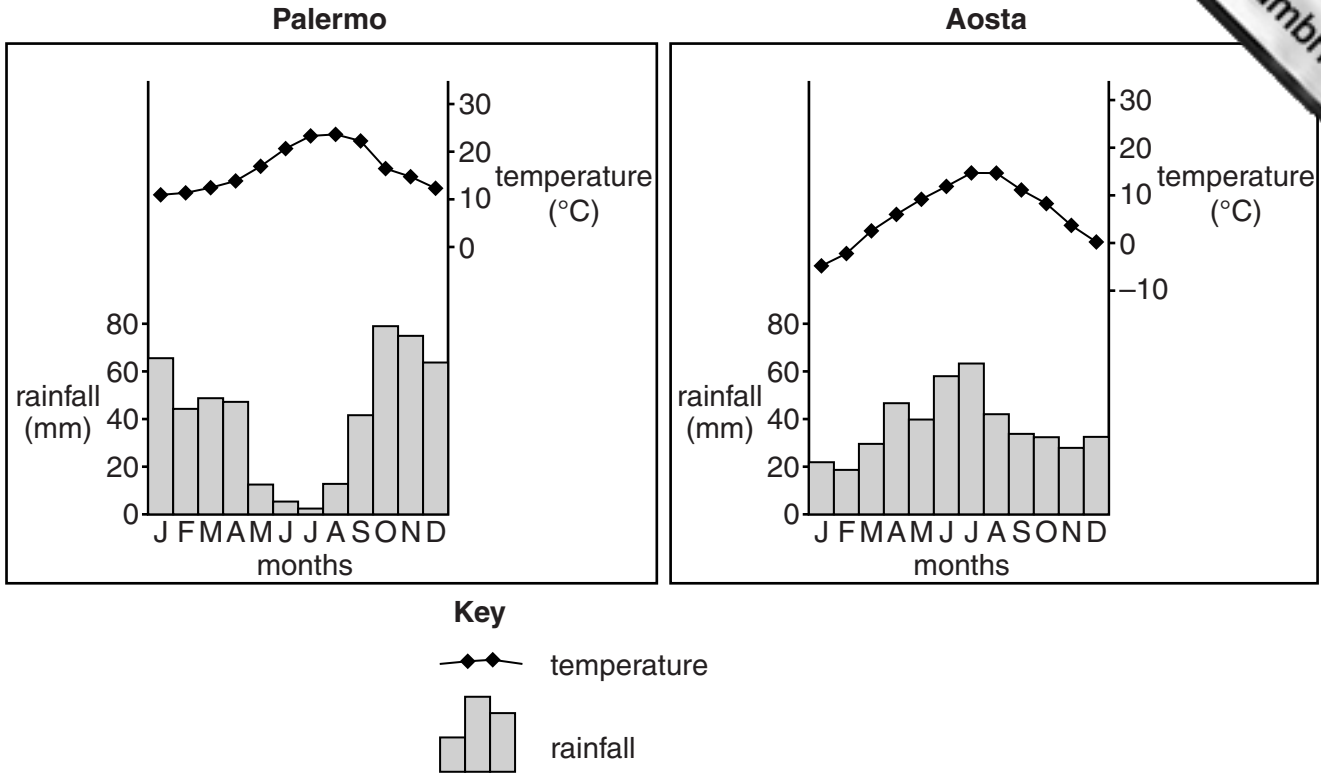 Palermo
30
20
10
0
temperature
(°C)
80
60
40
20
0
rainfall
(mm)
J F M A M J J A S O N D
months
Aosta
30
20
10
0
–10
temperature
(°C)
80
60
40
20
0
rainfall
(mm)
J F M A M J J A S O N D
months
Key
temperature
rainfall